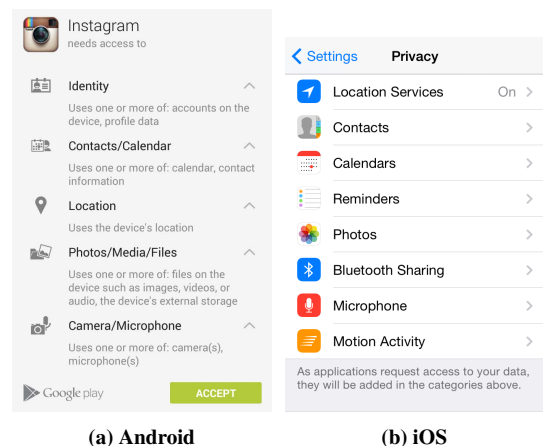 Instagram
needs access to
Identity
Uses one or more of: accounts on the
device, profile data
Contacts/Calendar
Uses one or more of: calendar, contact
information
Location
Uses the device's location
Photos/Media/Files
Uses one or more of: files on the
device such as images, videos, or
audio, the device's external storage
Camera/Microphone
Uses one or more of: camera(s),
microphone(s)
Google play
ACCEPT
(a) Android
Settings Privacy
Location Services On
Contacts
Calendars
Reminders
Photos
Bluetooth Sharing
Microphone
Motion Activity
As applications request access to your data,
they will be added in the categories above.
(b) iOS